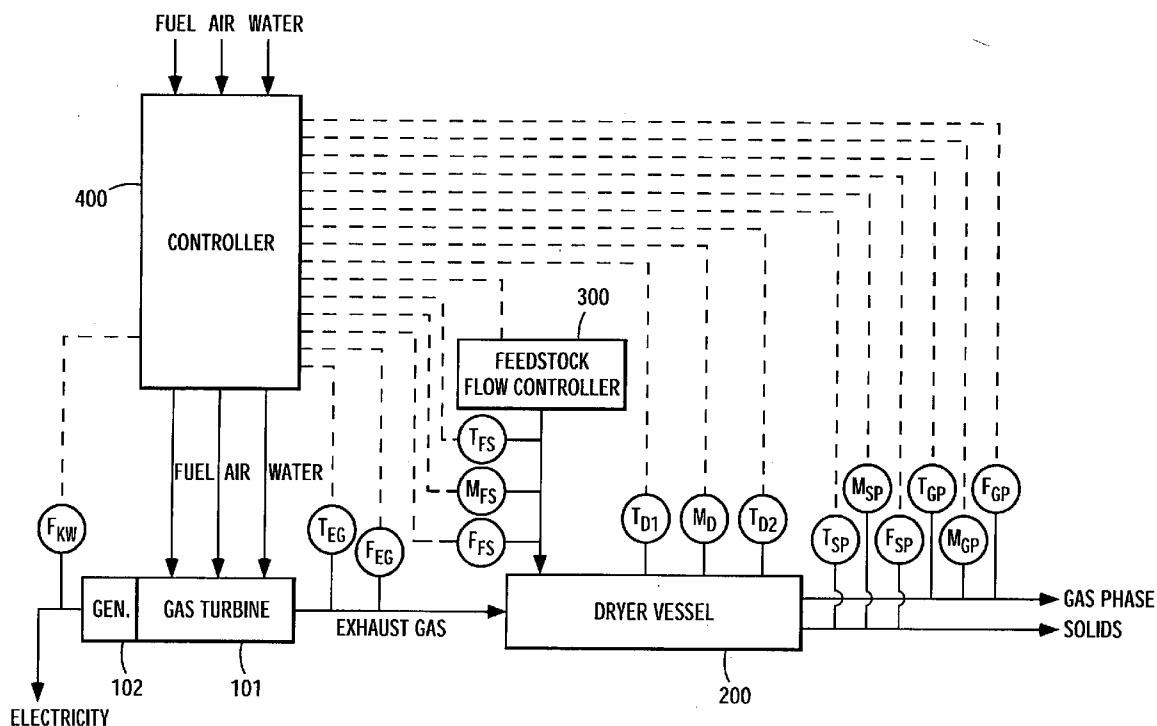 FUEL AIR WATER
400
CONTROLLER
300
FEEDSTOCK
FLOW CONTROLLER
T_FS
M_FS
F_FS
FUEL AIR WATER
F_KW
T_EG
F_EG
T_D1
M_D
T_D2
T_SP
M_SP
F_SP
T_GP
M_GP
F_GP
GEN.
GAS TURBINE
EXHAUST GAS
DRYER VESSEL
GAS PHASE
SOLIDS
102
101
200
ELECTRICITY